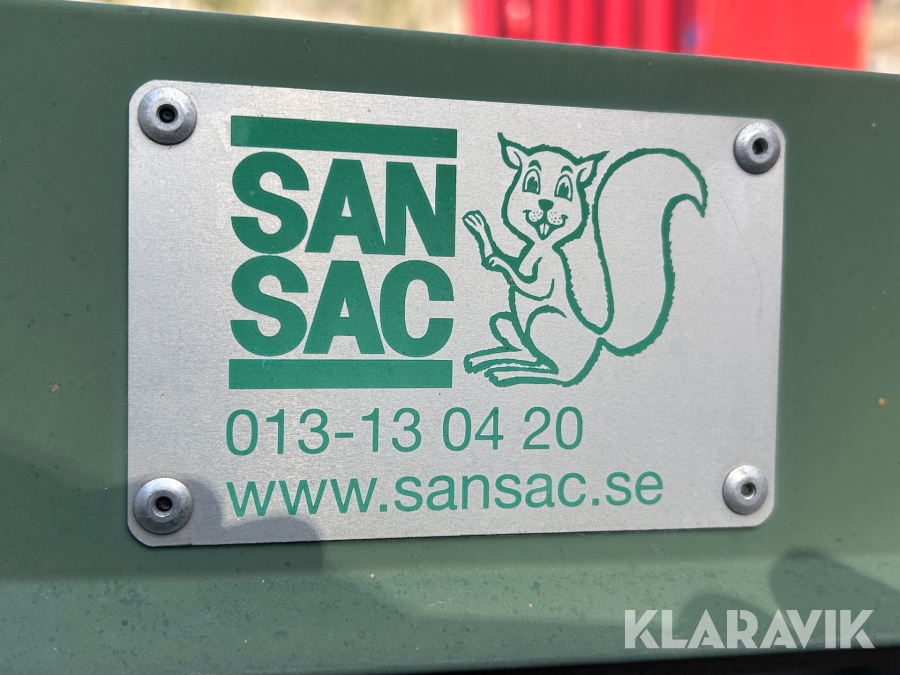 SAN
SAC
013-13 04 20
www.sansac.se
KLARAVIK